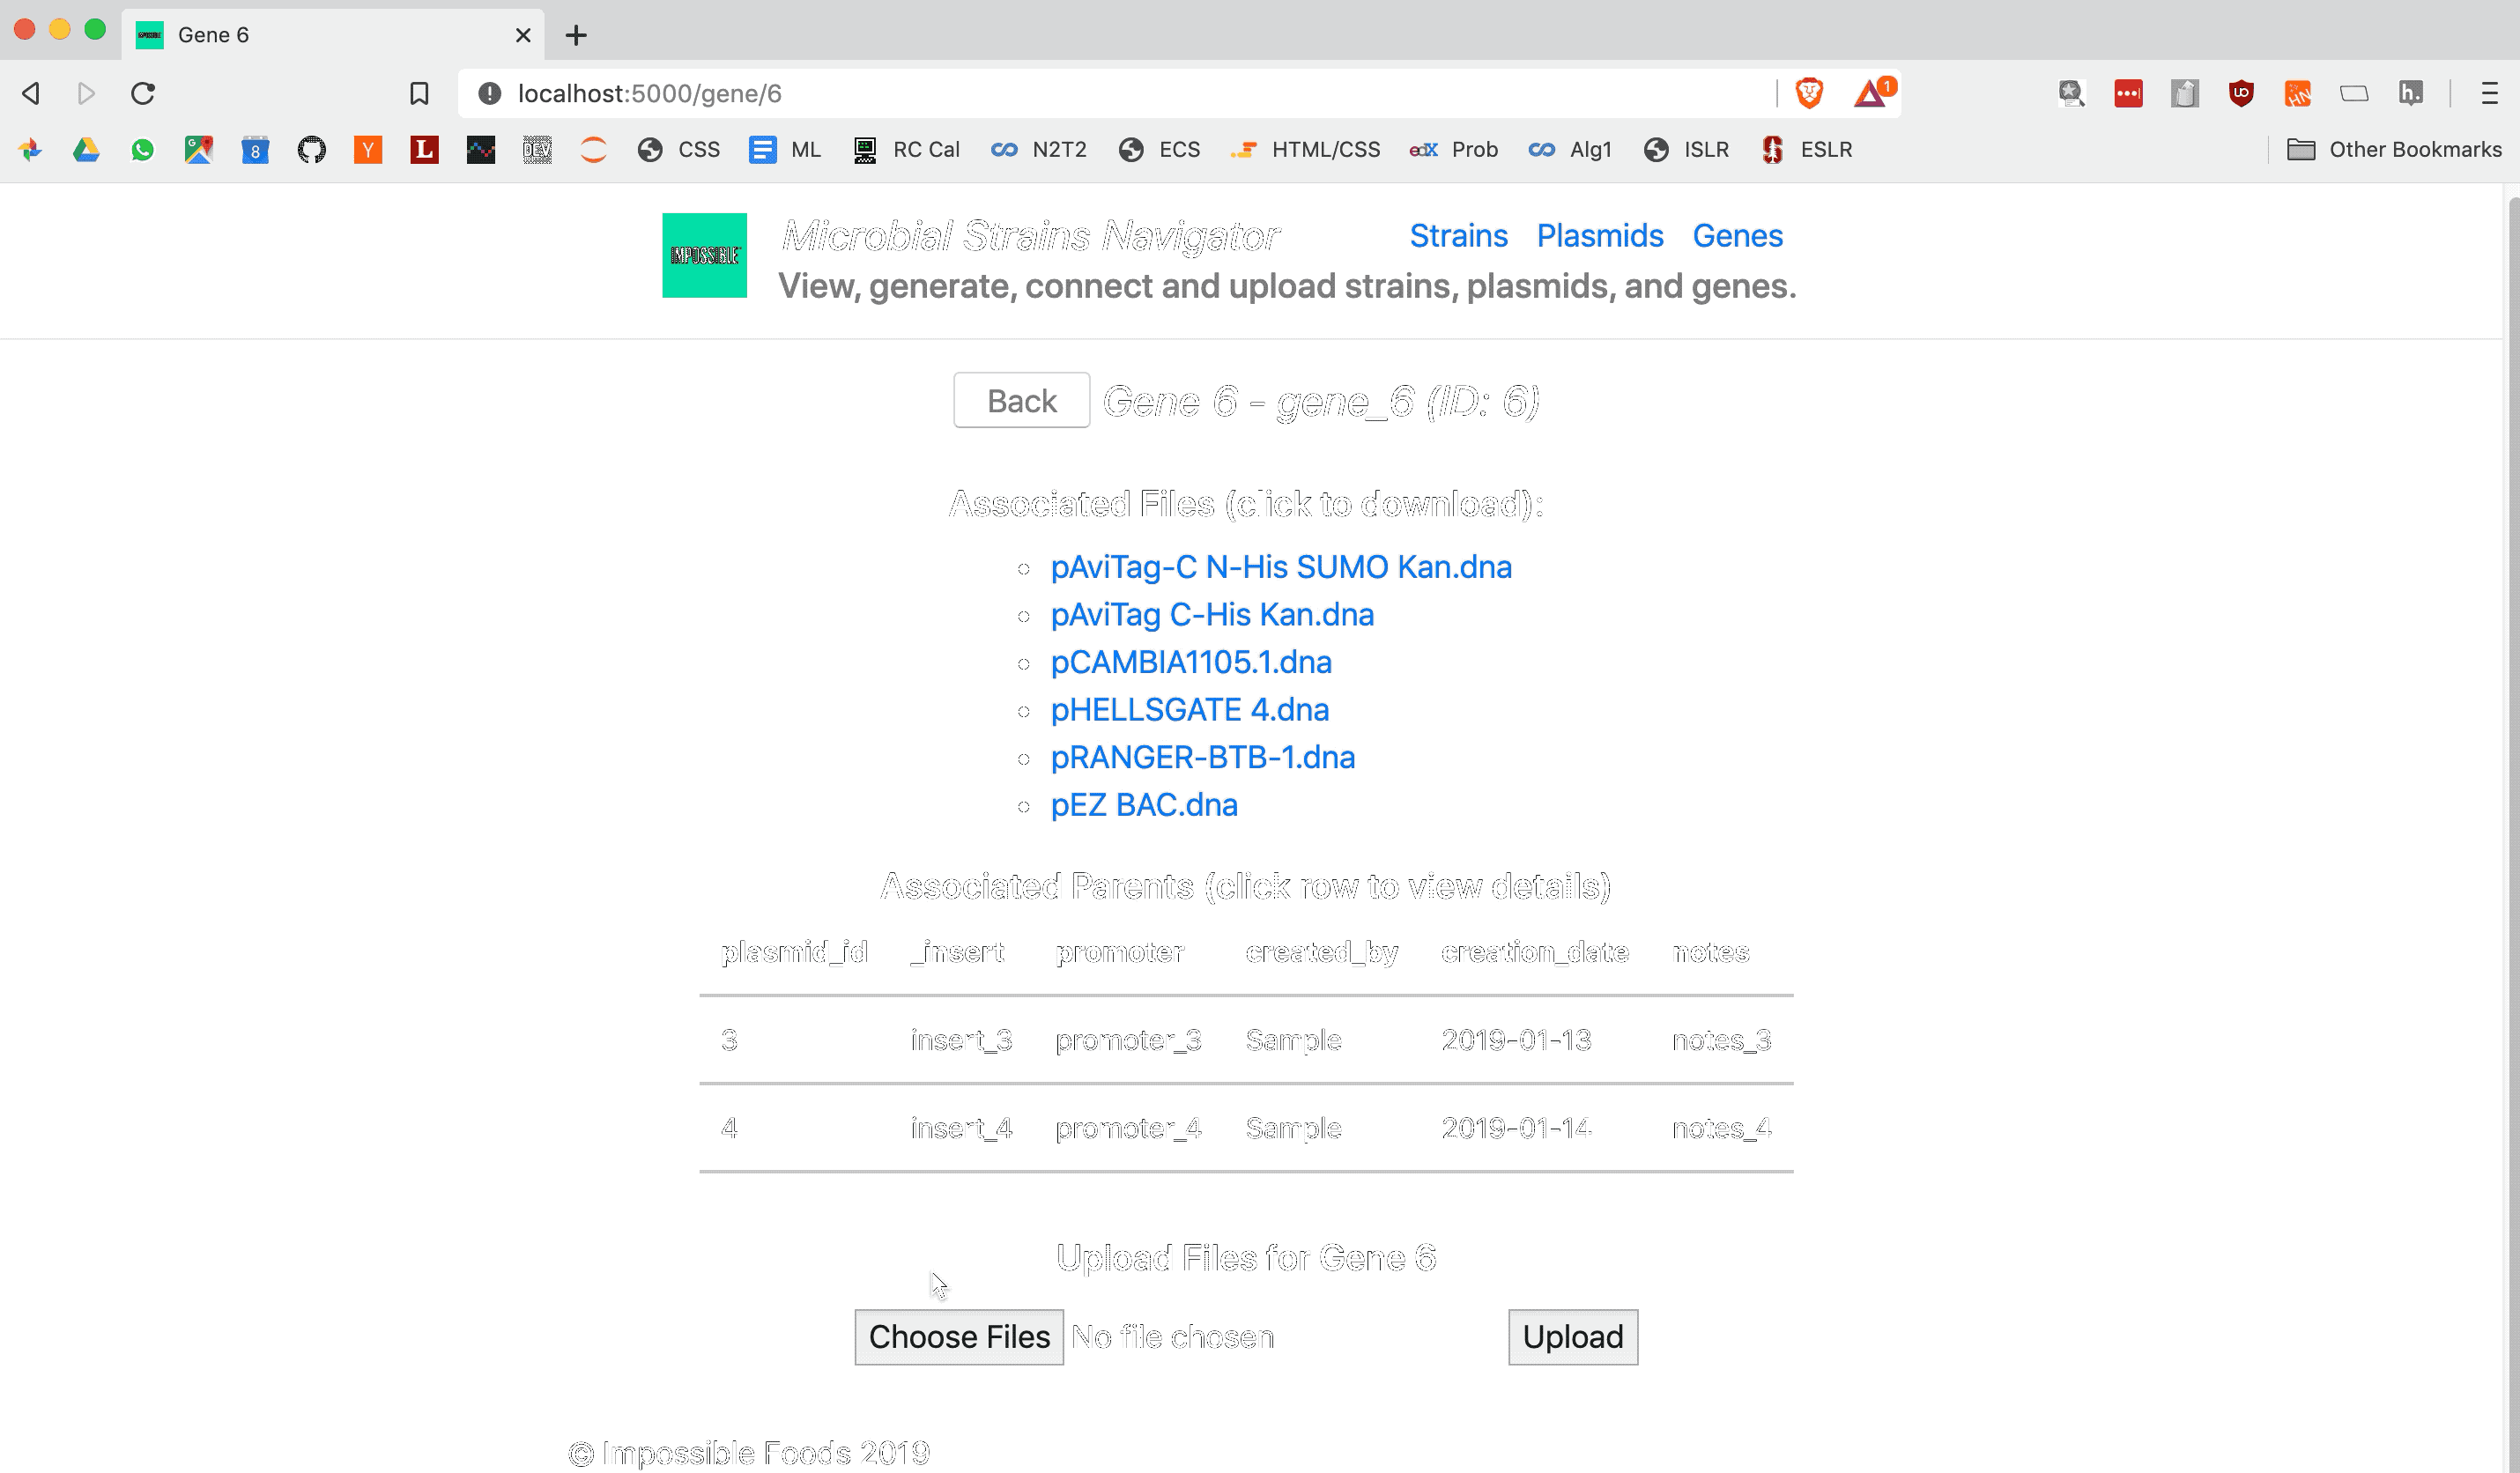 Gene 6
localhost:5000/gene/6
1
8
Y
L
DEV
CSS
ML
RC Cal
N2T2
ECS
HTML/CSS
edX
Prob
Alg1
ISLR
ESLR
Other Bookmarks
HN
h.
IMPOSSIBLE
Microbial Strains Navigator
Strains Plasmids Genes
View, generate, connect and upload strains, plasmids, and genes.
Back
Gene 6 - gene_6 (ID: 6)
Associated Files (click to download):
pAviTag-C N-His SUMO Kan.dna
pAviTag C-His Kan.dna
pCAMBIA1105.1.dna
pHELLSGATE 4.dna
pRANGER-BTB-1.dna
pEZ BAC.dna
Associated Parents (click row to view details)
plasmid_id _insert promoter created_by creation_date notes
3 insert_3 promoter_3 Sample 2019-01-13 notes_3
4 insert_4 promoter_4 Sample 2019-01-14 notes_4
Upload Files for Gene 6
Choose Files No file chosen Upload
© Impossible Foods 2019